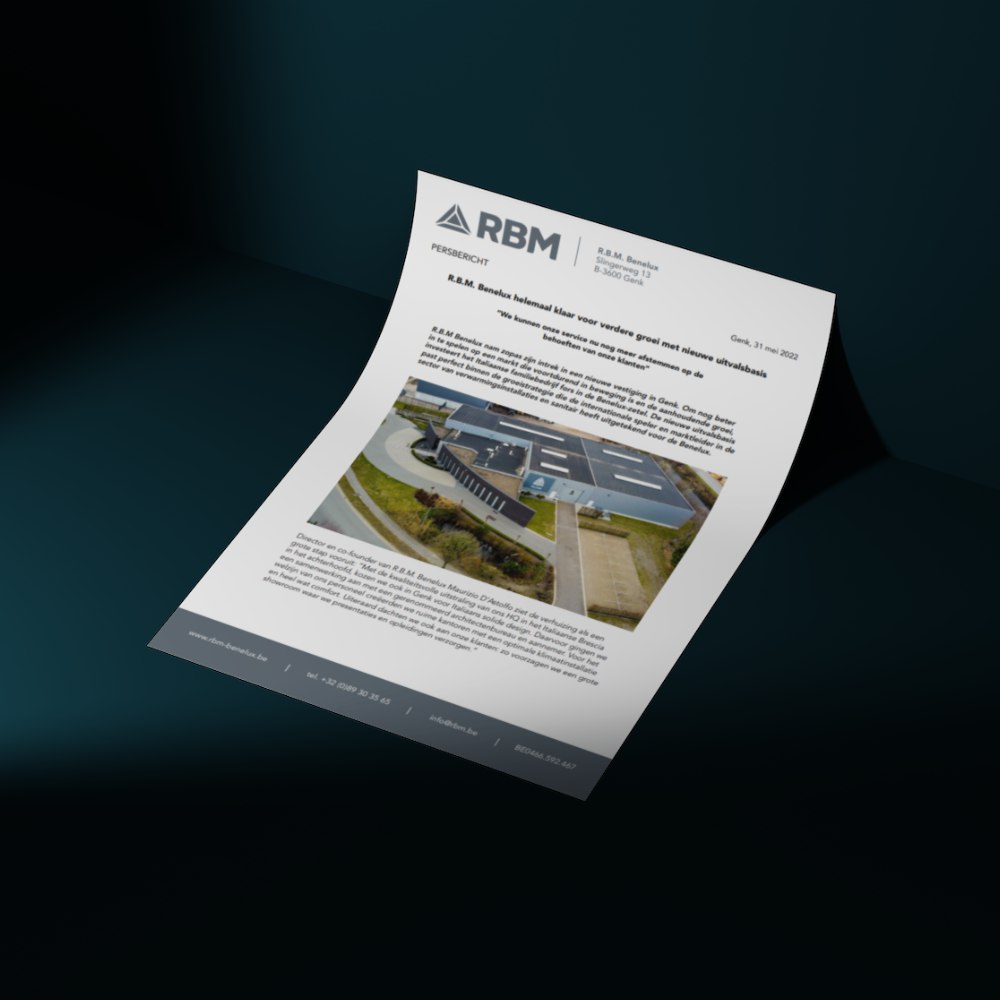 RBM
R.B.M. Benelux
Slingerweg 13
B-3600 Genk
PERSBERICHT
Genk, 31 mei 2022
R.B.M. Benelux helemaal klaar voor verdere groei met nieuwe uitvalsbasis
"We kunnen onze service nu nog meer afstemmen op de
behoeften van onze klanten"
R.B.M Benelux nam zopas zijn intrek in een nieuwe vestiging in Genk. Om nog beter
in te spelen op een markt die voortdurend in beweging is en de aanhoudende groei,
investeert het Italiaanse familiebedrijf fors in de Benelux-zetel. De nieuwe uitvalsbasis
past perfect binnen de groeistrategie die de internationale speler en marktleider in de
sector van verwarmingsinstallaties en sanitair heeft uitgetekend voor de Benelux.
Director en co-founder van R.B.M. Benelux Maurizio D'Aetolfo ziet de verhuizing als een
grote stap vooruit: "Met de kwaliteitsvolle uitstraling van ons HQ in het Italiaanse Brescia
in het achterhoofd, kozen we ook in Genk voor Italiaans solide design. Daarvoor gingen we
een samenwerking aan met een gerenommeerd architectenbureau en aannemer. Voor het
welzijn van ons personeel creëerden we ruime kantoren met een optimale klimaatinstallatie
en heel wat comfort. Uiteraard dachten we ook aan onze klanten: zo voorzagen we een grote
showroom waar we presentaties en opleidingen verzorgen. "
www.rbm-benelux.be / tel. +32 (0)89 30 35 65 / info@rbm.be / BE0466.592.467